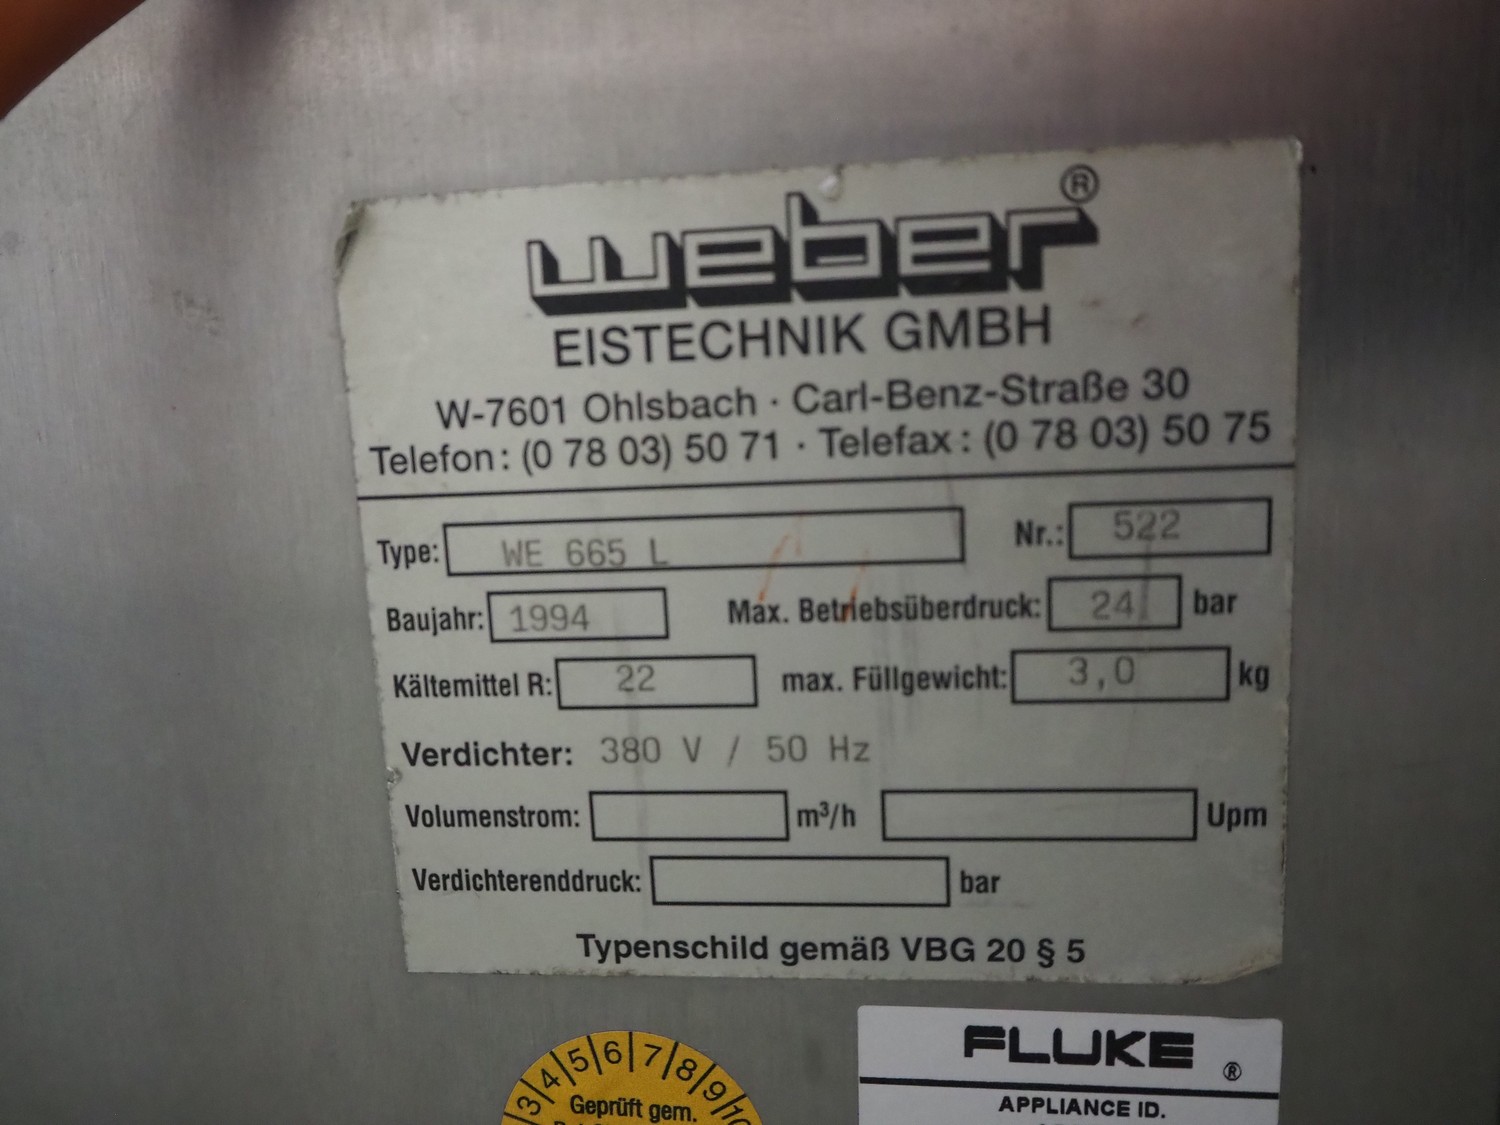 weber®
EISTECHNIK GMBH
W-7601 Ohlsbach · Carl-Benz-Straße 30
Telefon: (0 78 03) 50 71 · Telefax: (0 78 03) 50 75
Type: WE 665 L Nr.: 522
Baujahr: 1994 Max. Betriebsüberdruck: 24 bar
Kältemittel R: 22 max. Füllgewicht: 3,0 kg
Verdichter: 380 V / 50 Hz
Volumenstrom: m³/h Upm
Verdichterenddruck: bar
Typenschild gemäß VBG 20 § 5
3 4 5 6 7 8 9 10
Geprüft gem.
FLUKE®
APPLIANCE ID.